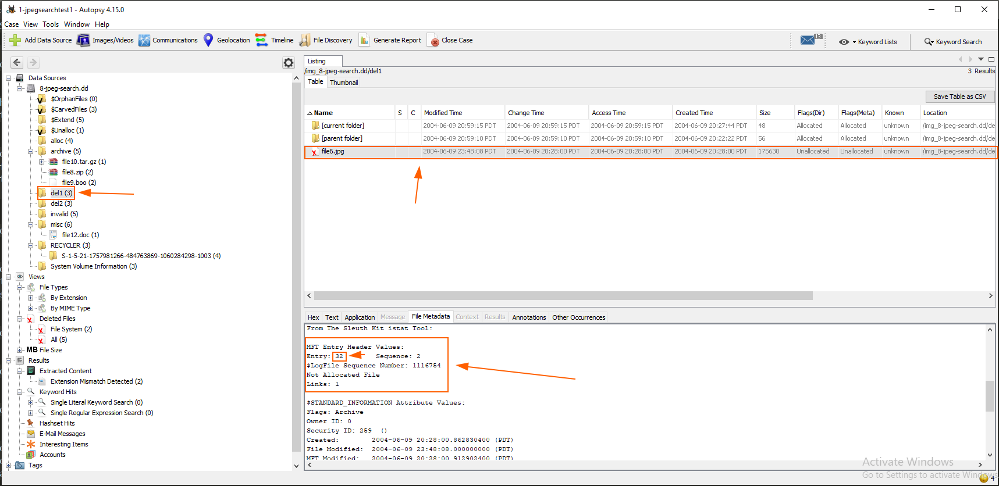 1-jpegsearchtest1 - Autopsy 4.15.0
Case View Tools Window Help
Add Data Source Images/Videos Communications Geolocation Timeline File Discovery Generate Report Close Case 13 Keyword Lists Keyword Search
Data Sources
8-jpeg-search.dd
$OrphanFiles (0)
$CarvedFiles (3)
$Extend (5)
$Unalloc (1)
alloc (4)
archive (5)
file10.tar.gz (1)
file8.zip (2)
file9.boo (2)
del1 (3)
del2 (3)
invalid (5)
misc (6)
file12.doc (1)
RECYCLER (3)
S-1-5-21-1757981266-484763869-1060284298-1003 (4)
System Volume Information (3)
Views
File Types
By Extension
By MIME Type
Deleted Files
File System (2)
All (5)
MB File Size
Results
Extracted Content
Extension Mismatch Detected (2)
Keyword Hits
Single Literal Keyword Search (0)
Single Regular Expression Search (0)
Hashset Hits
E-Mail Messages
Interesting Items
Accounts
Tags
Listing
/img_8-jpeg-search.dd/del1
3 Results
Table Thumbnail
Save Table as CSV
Name S C Modified Time Change Time Access Time Created Time Size Flags(Dir) Flags(Meta) Known Location
[current folder] 2004-06-09 20:59:15 PDT 2004-06-09 20:59:15 PDT 2004-06-09 20:59:15 PDT 2004-06-09 20:27:44 PDT 48 Allocated Allocated unknown /img_8-jpeg-search.dd/de
[parent folder] 2004-06-09 20:59:10 PDT 2004-06-09 20:59:10 PDT 2004-06-09 20:59:10 PDT 2004-06-09 20:22:22 PDT 56 Allocated Allocated unknown /img_8-jpeg-search.dd/de
file6.jpg 2004-06-09 23:48:08 PDT 2004-06-09 20:28:00 PDT 2004-06-09 20:28:00 PDT 2004-06-09 20:28:00 PDT 175630 Unallocated Unallocated unknown /img_8-jpeg-search.dd/de
Hex Text Application Message File Metadata Context Results Annotations Other Occurrences
From The Sleuth Kit istat Tool:
MFT Entry Header Values:
Entry: 32 Sequence: 2
$LogFile Sequence Number: 1116754
Not Allocated File
Links: 1
$STANDARD_INFORMATION Attribute Values:
Flags: Archive
Owner ID: 0
Security ID: 259 ()
Created: 2004-06-09 20:28:00.862830400 (PDT)
File Modified: 2004-06-09 23:48:08.000000000 (PDT)
MFT Modified: 2004-06-09 20:28:00.912902400 (PDT)
Activate Windows
Go to Settings to activate Windows.
4